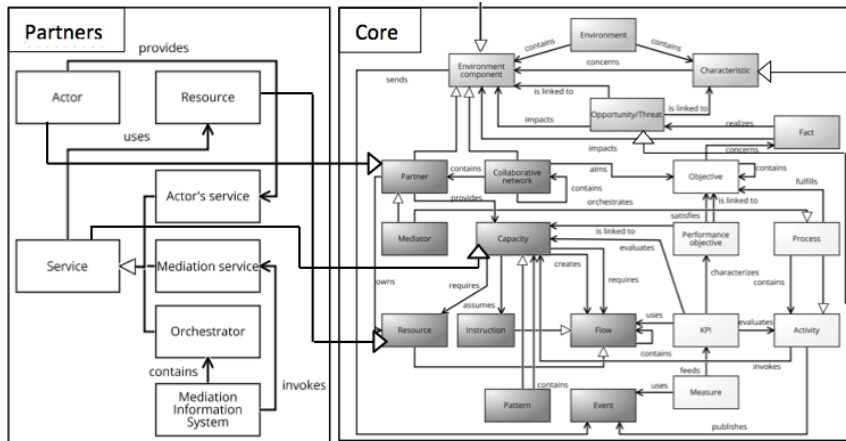 Partners
Core
provides
Actor
Resource
uses
Actor's service
Service
Mediation service
Orchestrator
contains
invokes
Mediation
Information
System
Environment
contains
contains
sends
Environment
component
concerns
Characteristic
is linked to
Opportunity/Threat
is linked to
impacts
realizes
Fact
impacts
concerns
Partner
contains
Collaborative
network
aims
Objective
contains
contains
fulfills
provides
orchestrates
satisfies
is linked to
Mediator
Capacity
is linked to
Performance
objective
Process
evaluates
owns
creates
characterizes
requires
requires
contains
assumes
Resource
Instruction
Flow
uses
KPI
evaluates
Activity
contains
invokes
feeds
Pattern
contains
Event
uses
Measure
publishes